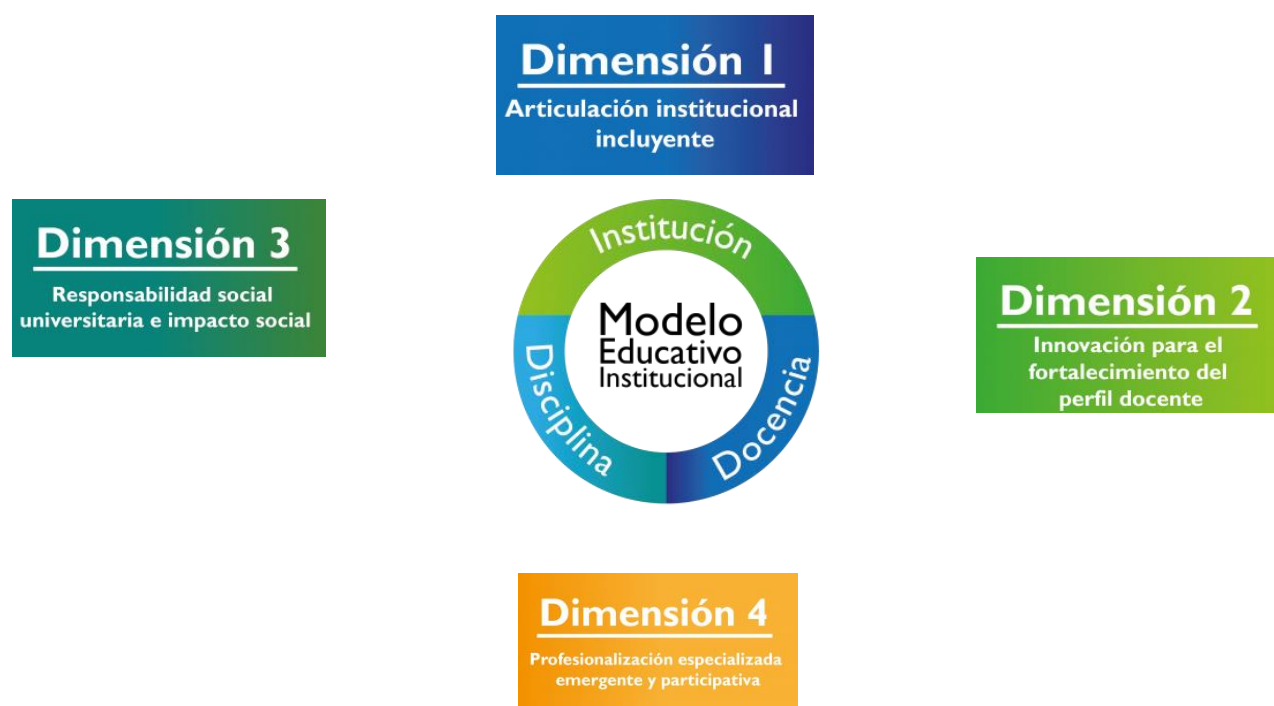 Dimensión 1
Articulación institucional
incluyente
Dimensión 3
Responsabilidad social
universitaria e impacto social
Institución
Modelo
Educativo
Institucional
Disciplina
Docencia
Dimensión 2
Innovación para el
fortalecimiento del
perfil docente
Dimensión 4
Profesionalización especializada
emergente y participativa